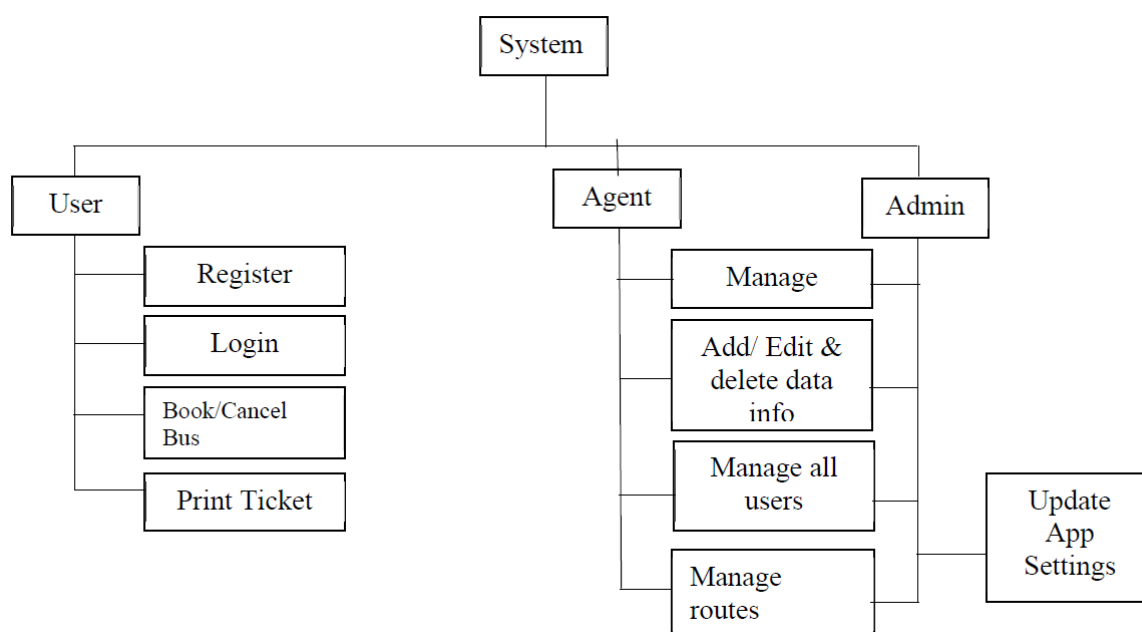 System
User
Agent
Admin
Register
Login
Book/Cancel
Bus
Print Ticket
Manage
Add/ Edit &
delete data
info
Manage all
users
Manage
routes
Update
App
Settings